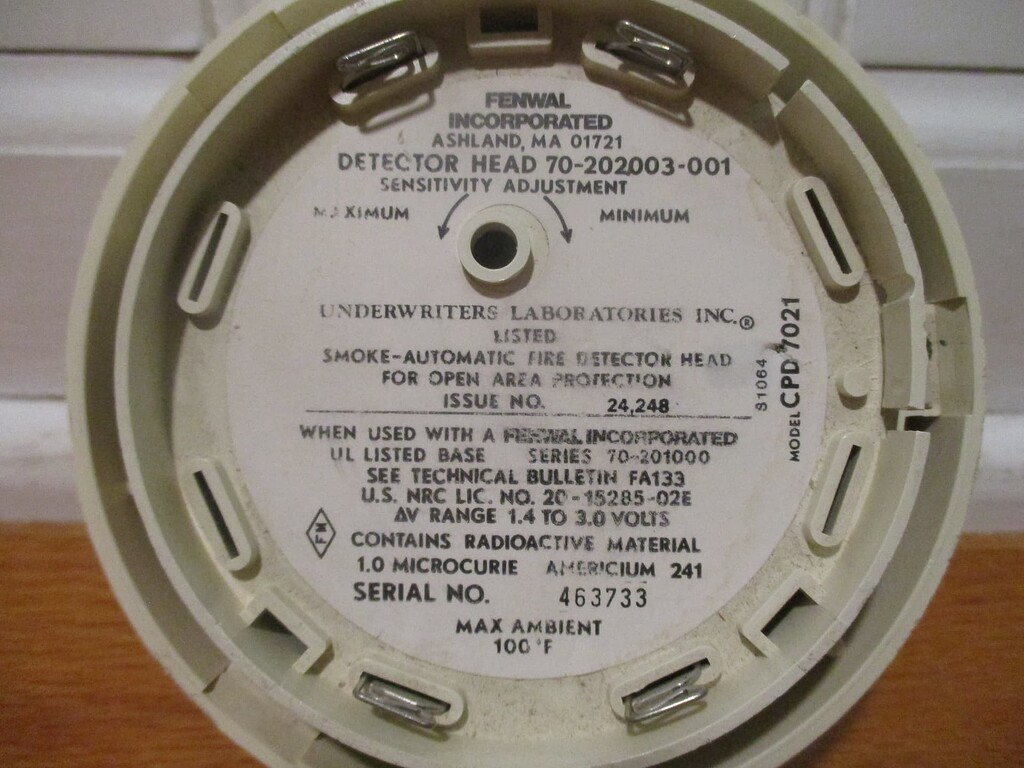 FENWAL
INCORPORATED
ASHLAND, MA 01721
DETECTOR HEAD 70-202003-001
SENSITIVITY ADJUSTMENT
MAXIMUM MINIMUM
UNDERWRITERS LABORATORIES INC.®
LISTED
SMOKE-AUTOMATIC FIRE DETECTOR HEAD
FOR OPEN AREA PROTECTION
ISSUE NO. 24,248
WHEN USED WITH A FENWAL INCORPORATED
UL LISTED BASE SERIES 70-201000
SEE TECHNICAL BULLETIN FA133
U.S. NRC LIC. NO. 20-15285-02E
ΔV RANGE 1.4 TO 3.0 VOLTS
FM
CONTAINS RADIOACTIVE MATERIAL
1.0 MICROCURIE AMERICIUM 241
SERIAL NO. 463733
MAX AMBIENT
100°F
81064
MODEL CPD 7021